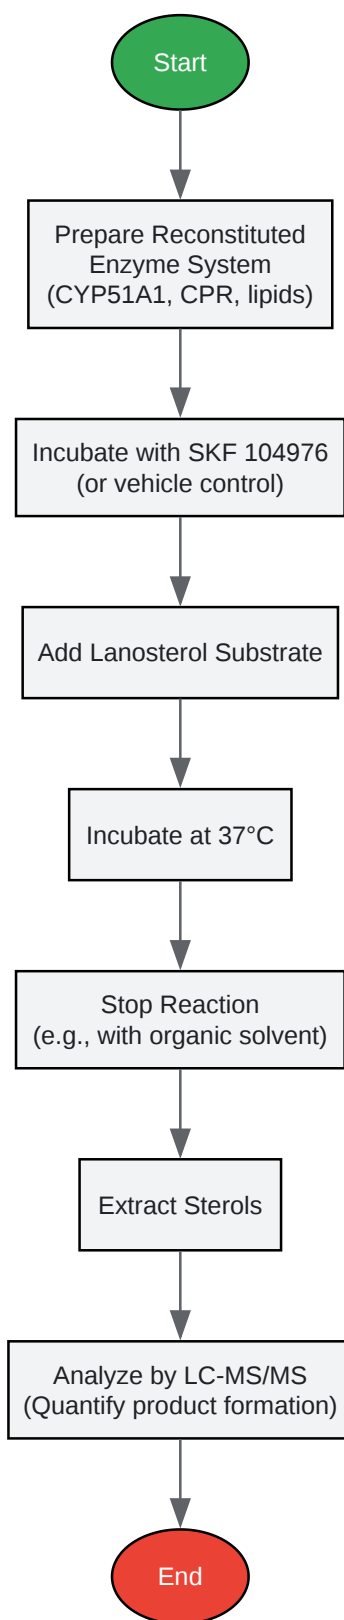 Start
Prepare Reconstituted
Enzyme System
(CYP51A1, CPR, lipids)
Incubate with SKF 104976
(or vehicle control)
Add Lanosterol Substrate
Incubate at 37°C
Stop Reaction
(e.g., with organic solvent)
Extract Sterols
Analyze by LC-MS/MS
(Quantify product formation)
End